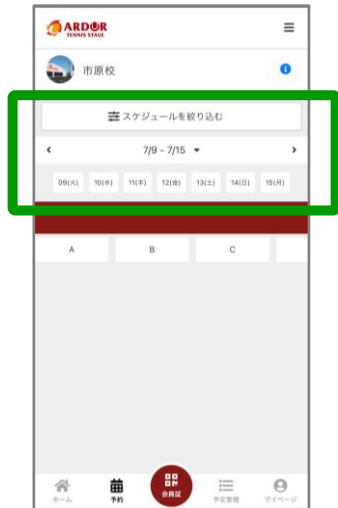 ARDOR
TENNIS STAGE
市原校
スケジュールを絞り込む
7/9 - 7/15
09(火) 10(水) 11(木) 12(金) 13(土) 14(日) 15(月)
A B C
ホーム 予約 会員証 予定管理 マイページ